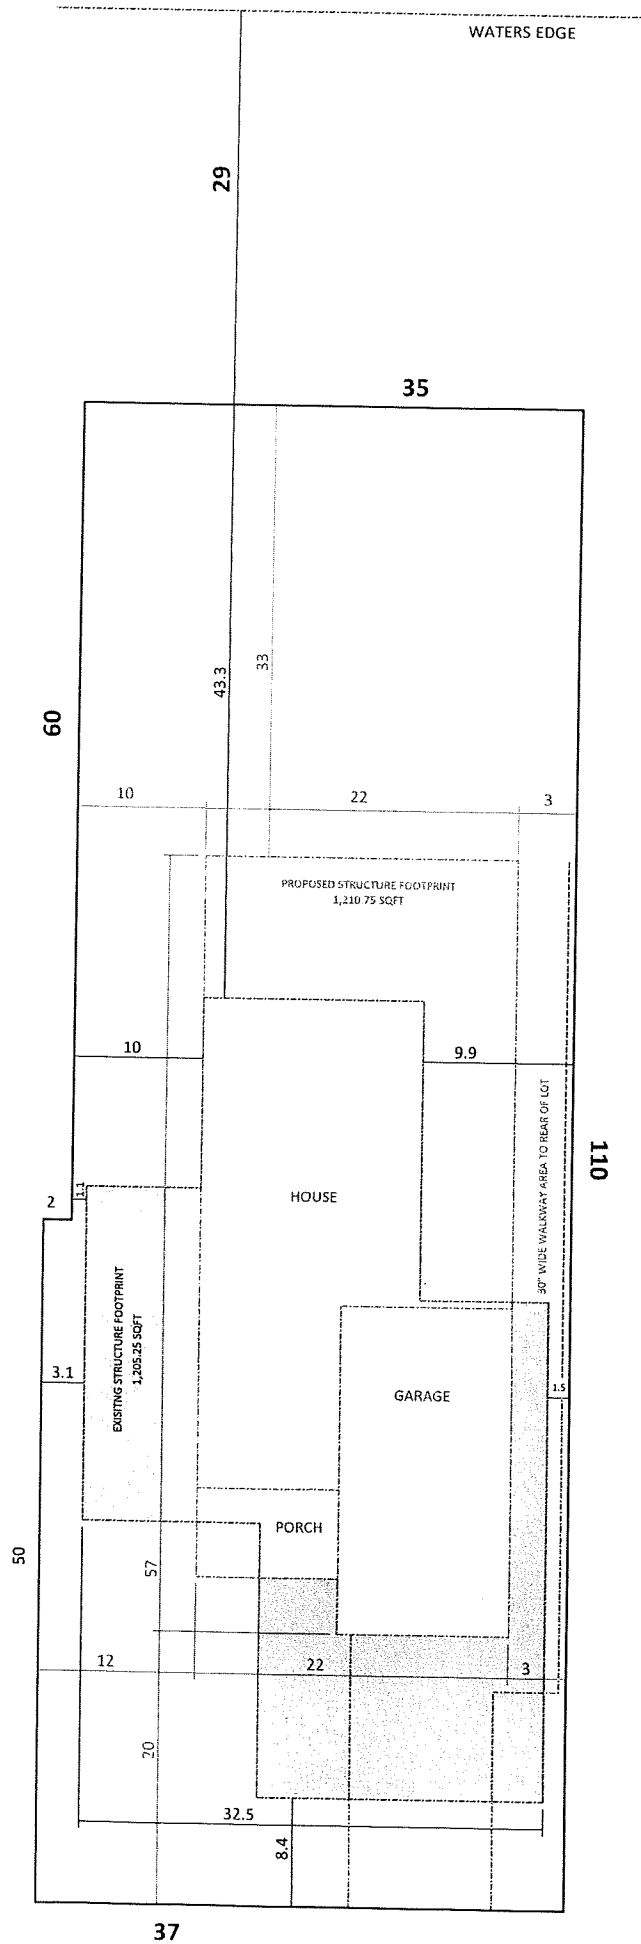 WATERS EDGE
29
35
43.3
33
60
10
22
3
PROPOSED STRUCTURE FOOTPRINT
1,210.75 SQFT
10
9.9
30" WIDE WALKWAY AREA TO REAR OF LOT
110
1.1
2
HOUSE
EXISITING STRUCTURE FOOTPRINT
1,205.25 SQFT
3.1
GARAGE
1.5
PORCH
50
57
12
22
3
20
32.5
8.4
37